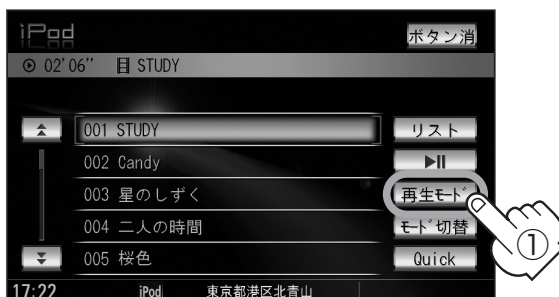 iPod ボタン消
02'06" STUDY
001 STUDY リスト
002 Candy ►II
003 星のしずく 再生ﾓｰﾄﾞ
004 二人の時間 ﾓｰﾄﾞ切替
005 桜色 Quick
17:22 iPod 東京都港区北青山
①